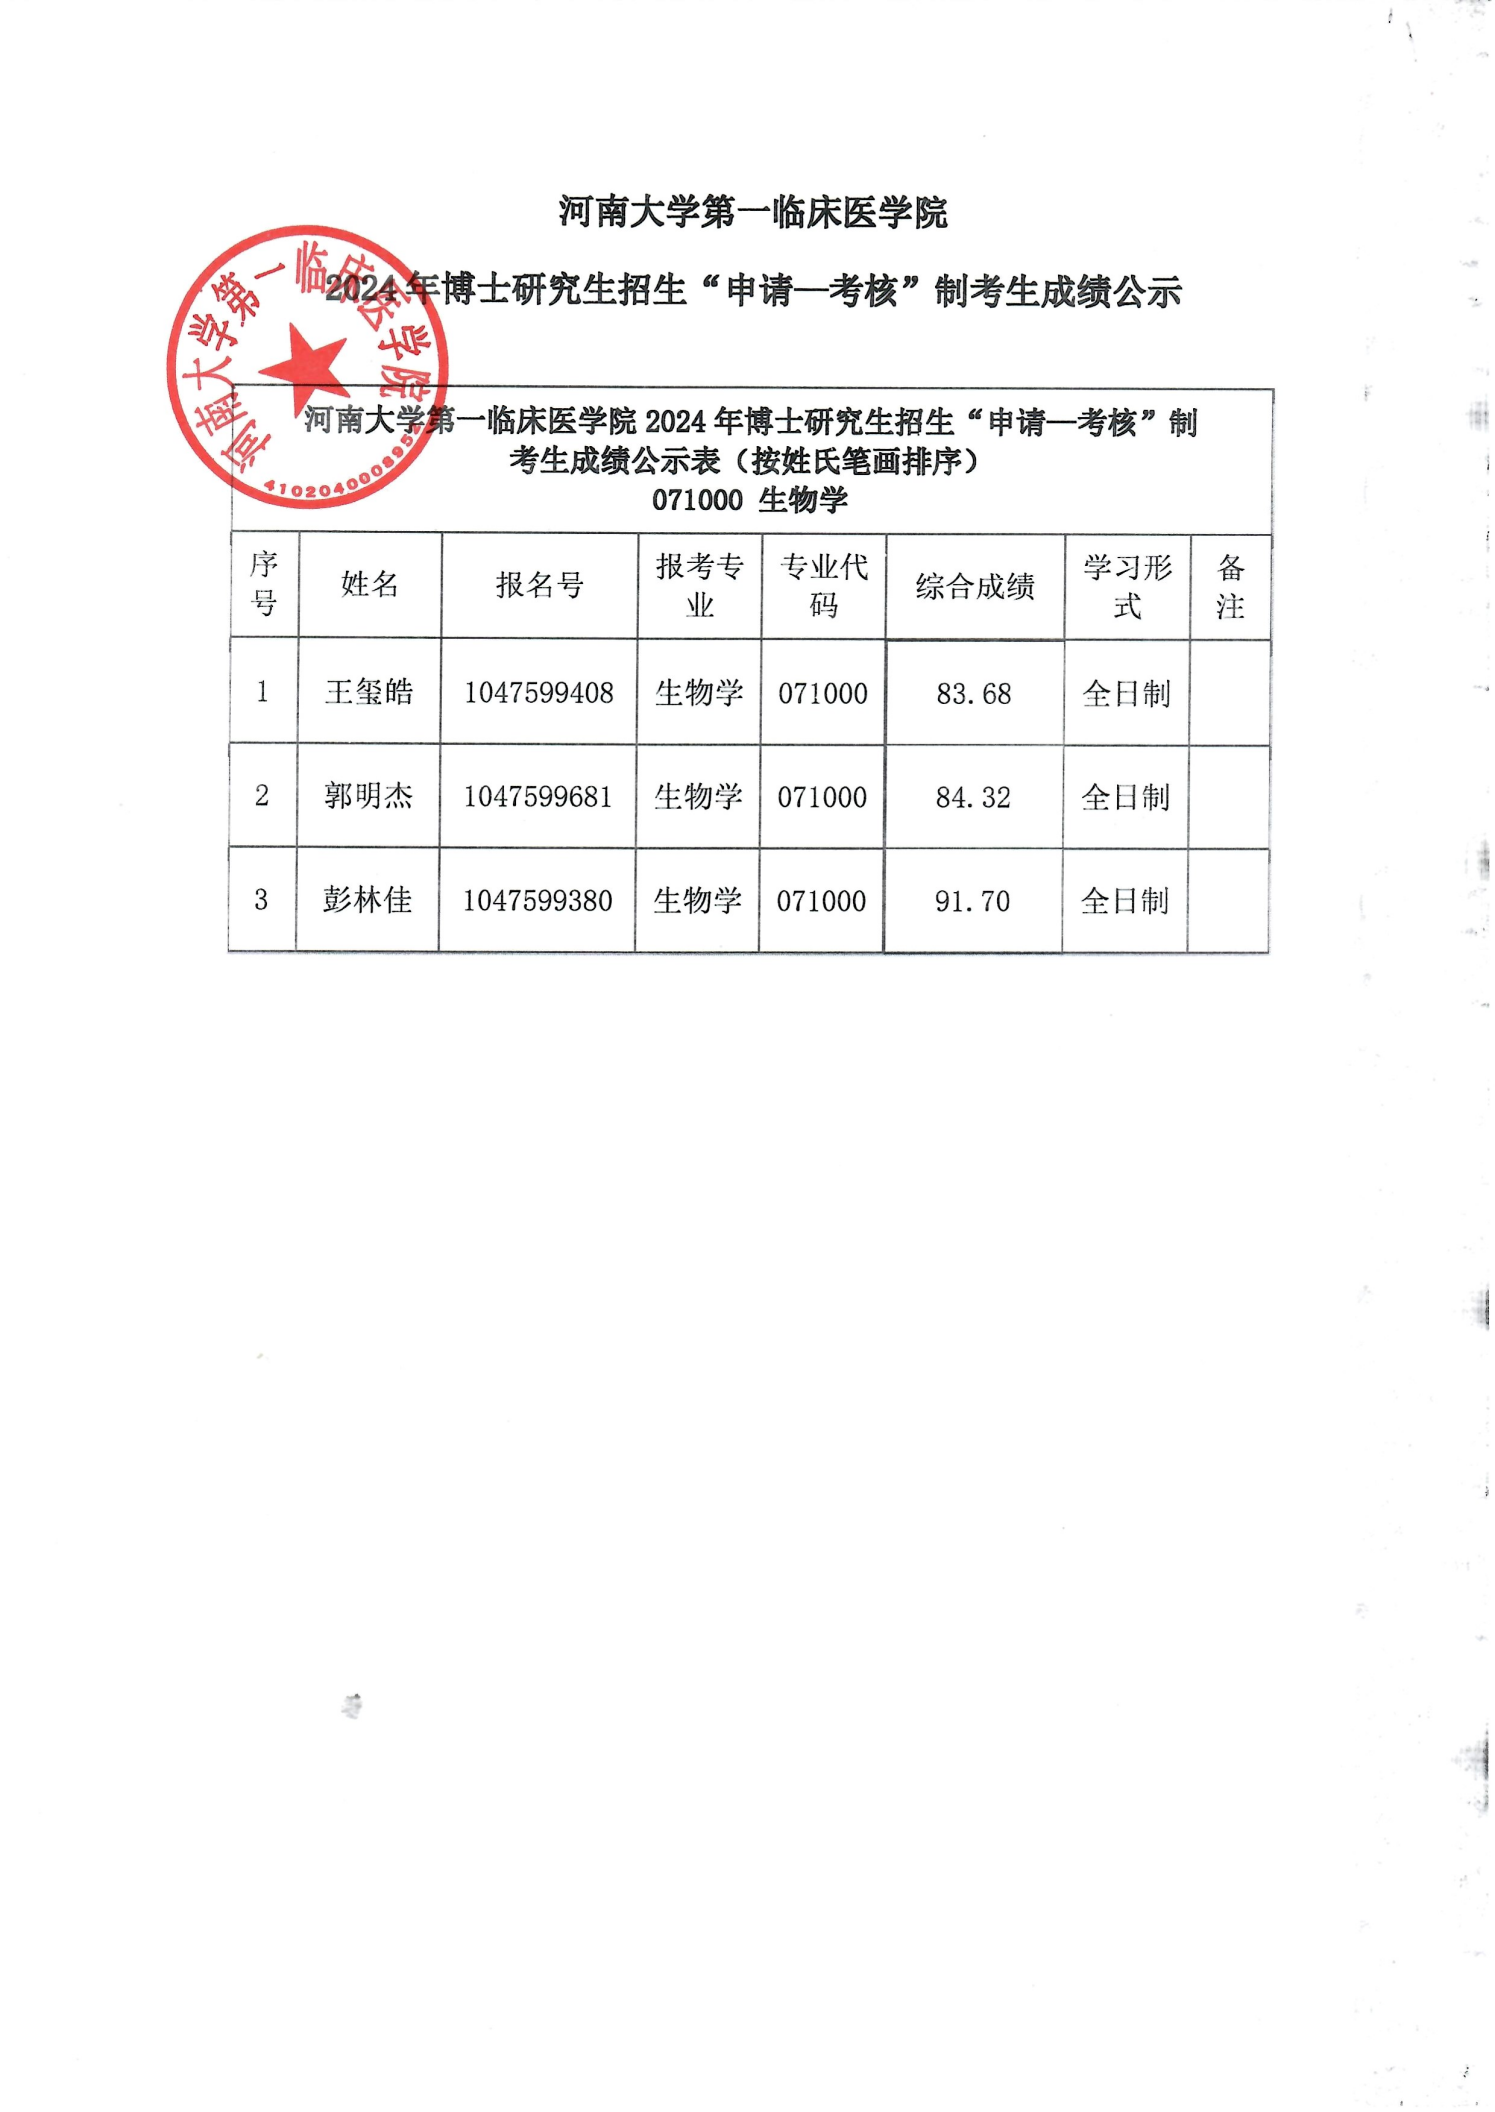 河南大学第一临床医学院
2024年博士研究生招生“申请—考核”制考生成绩公示
河南大学第一临床医学院
4102040008952
河南大学第一临床医学院2024年博士研究生招生“申请—考核”制
考生成绩公示表（按姓氏笔画排序）
071000 生物学
序号 姓名 报名号 报考专业 专业代码 综合成绩 学习形式 备注
1 王玺皓 1047599408 生物学 071000 83.68 全日制
2 郭明杰 1047599681 生物学 071000 84.32 全日制
3 彭林佳 1047599380 生物学 071000 91.70 全日制